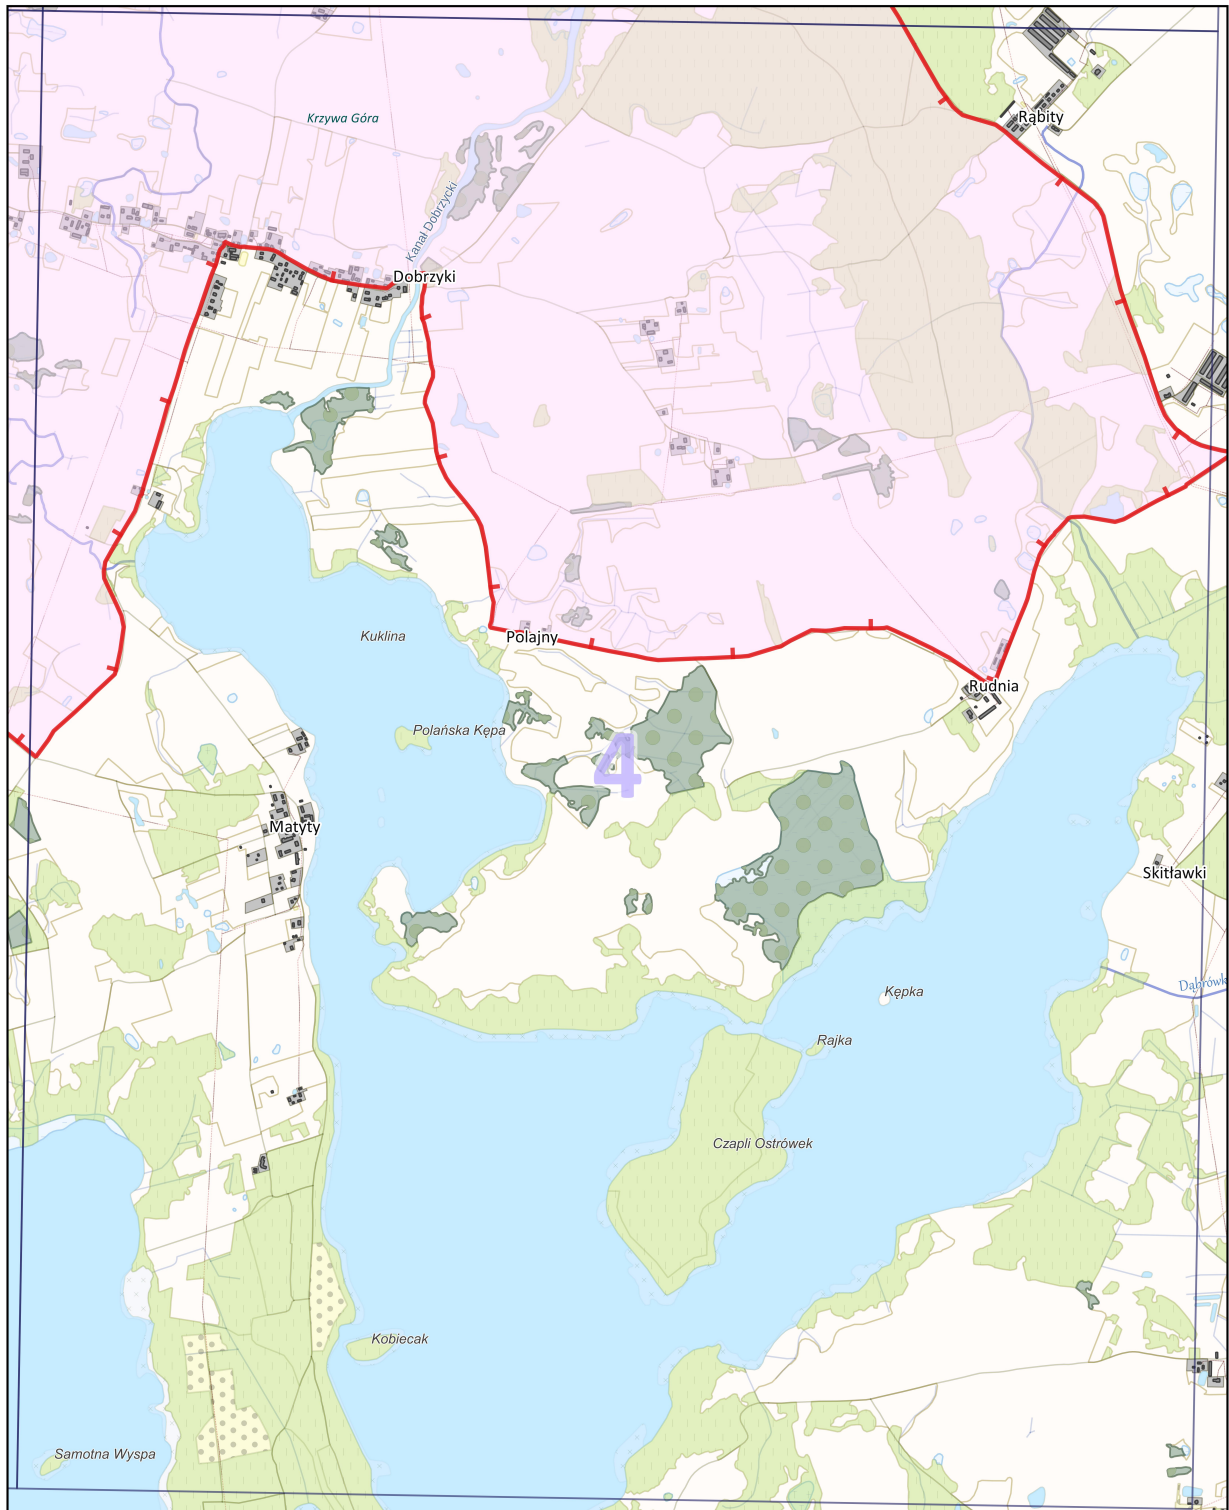 Rąbity
Krzywa Góra
Kanał Dobrzycki
Dobrzyki
Kuklina
Polajny
Rudnia
Polańska Kępa
4
Matyty
Skitławki
Kępka
Dąbrówk
Rajka
Czapli Ostrówek
Kobiecak
Samotna Wyspa